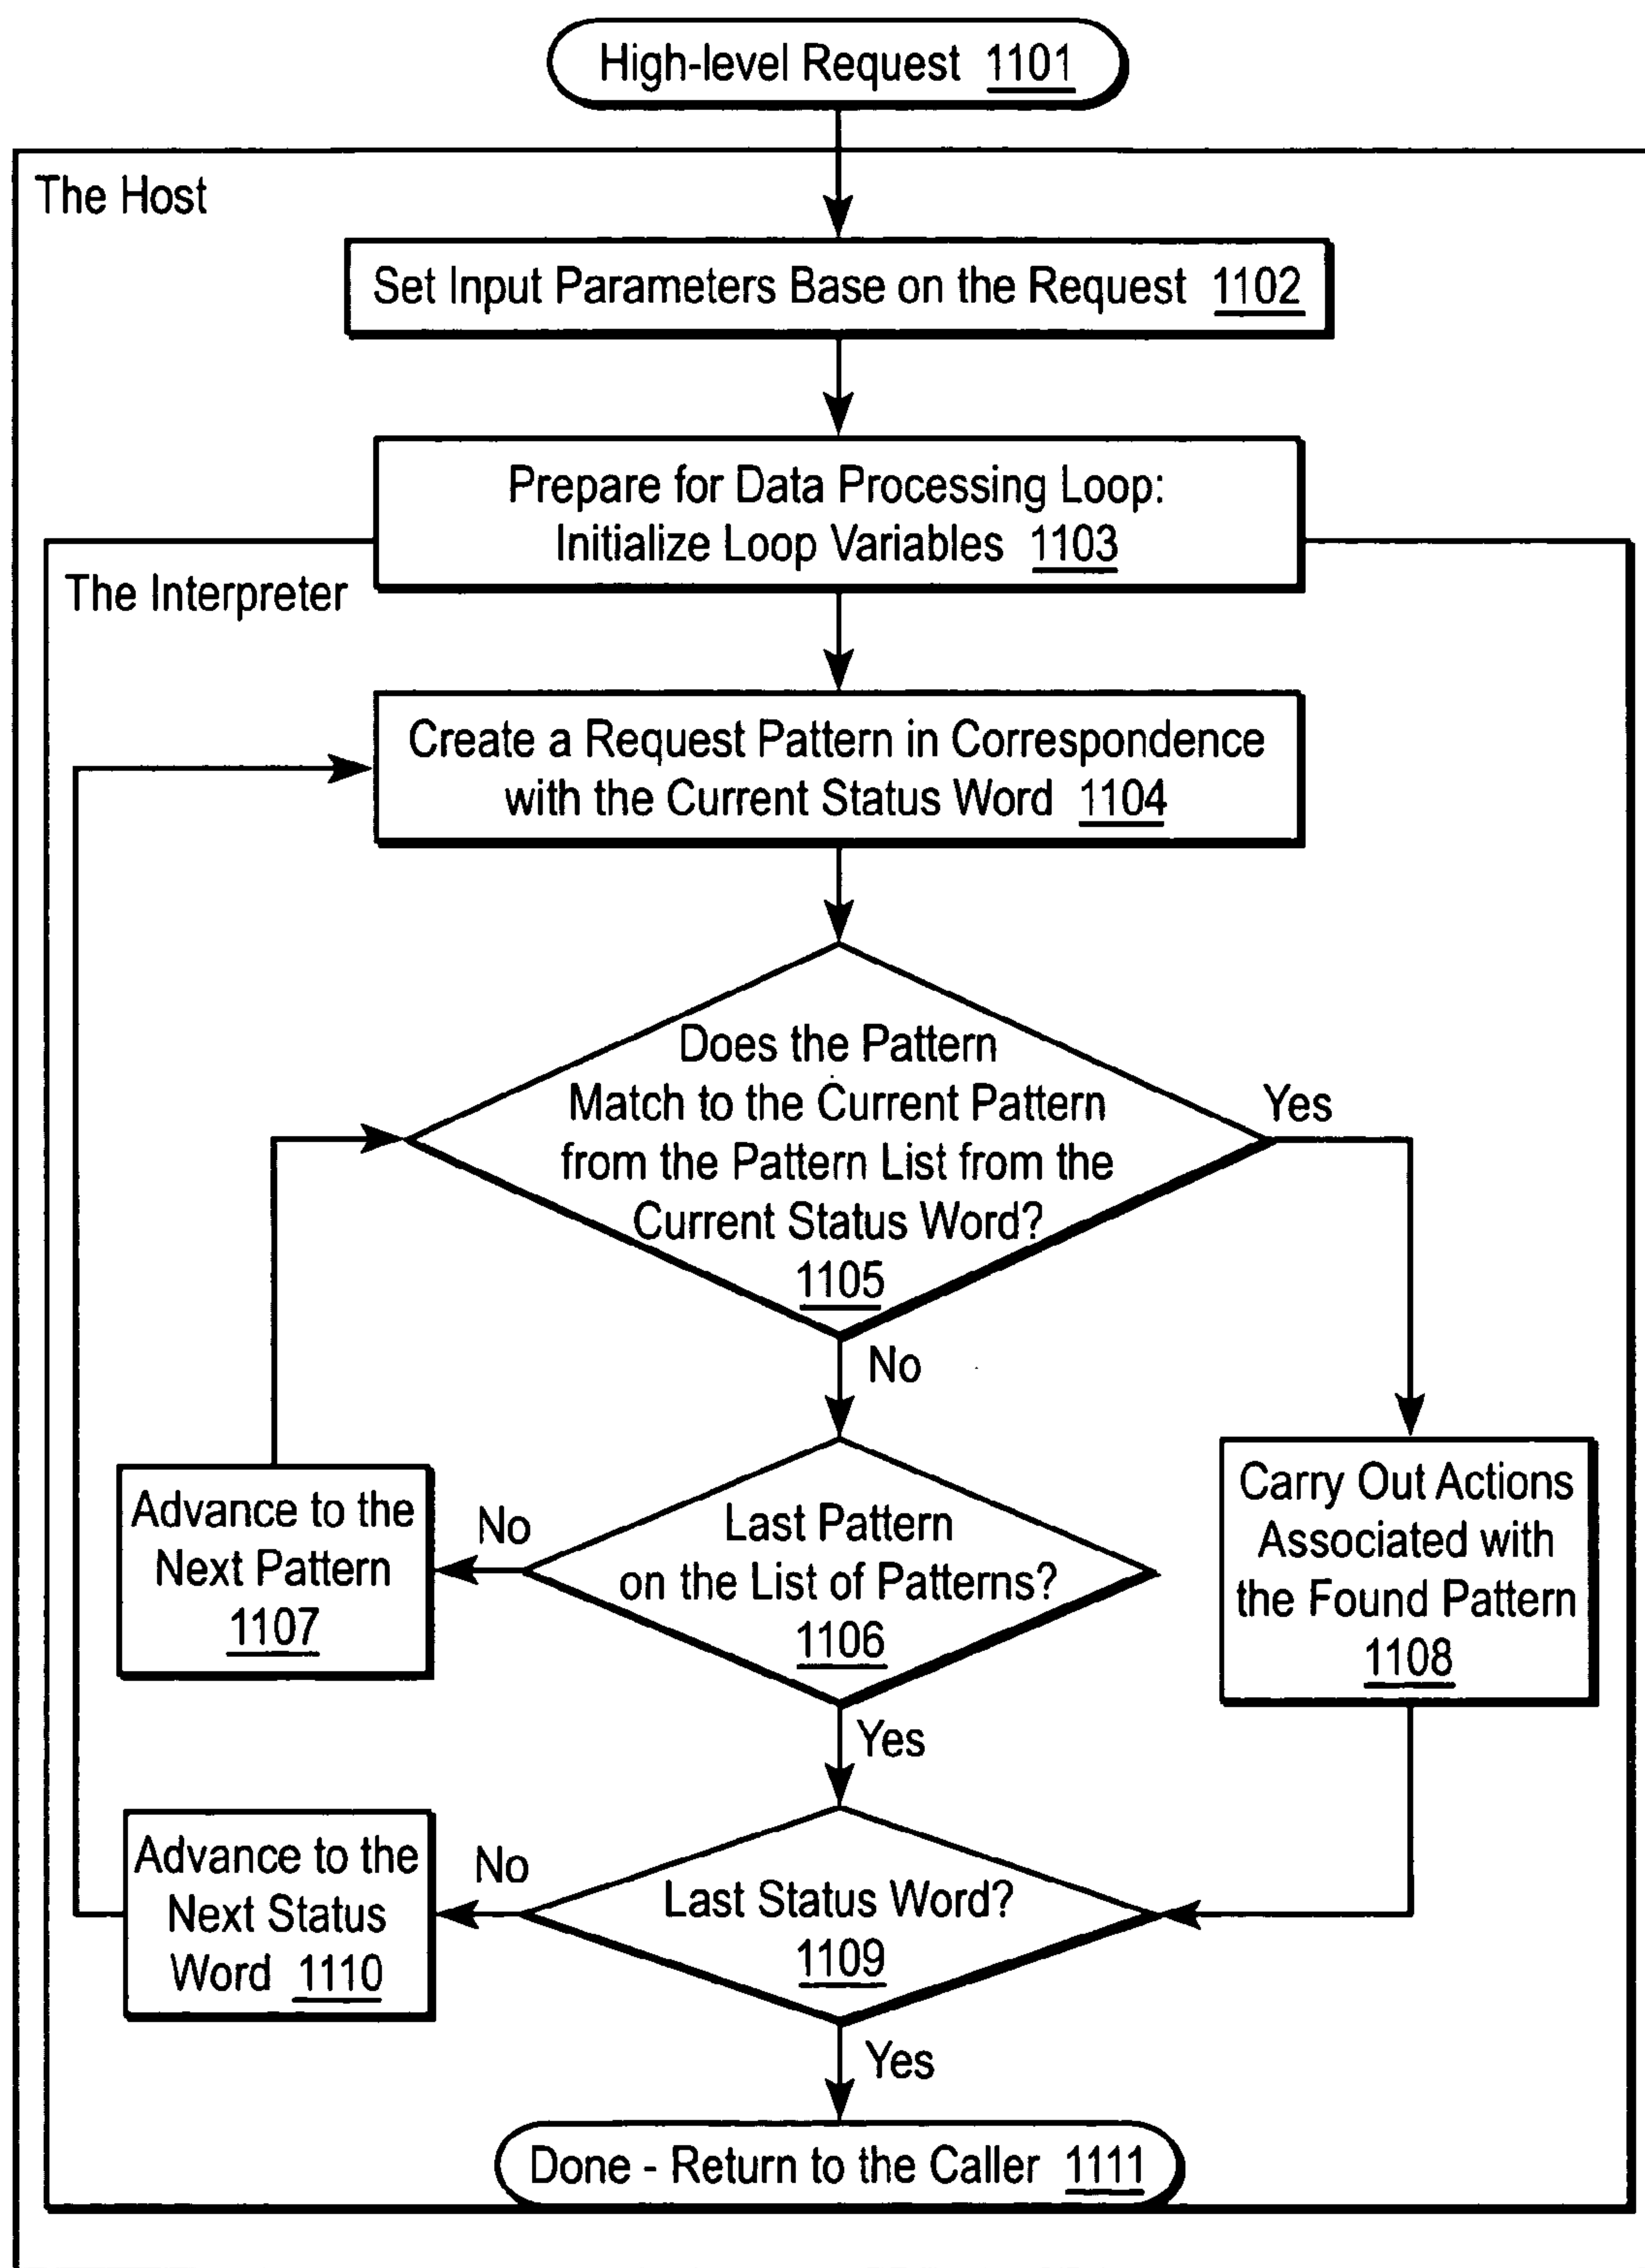 High-level Request 1101
The Host
Set Input Parameters Base on the Request 1102
Prepare for Data Processing Loop:
Initialize Loop Variables 1103
The Interpreter
Create a Request Pattern in Correspondence
with the Current Status Word 1104
Does the Pattern
Match to the Current Pattern
from the Pattern List from the
Current Status Word?
1105
Yes
No
Advance to the
Next Pattern
1107
No
Last Pattern
on the List of Patterns?
1106
Carry Out Actions
Associated with
the Found Pattern
1108
Yes
Advance to the
Next Status
Word 1110
No
Last Status Word?
1109
Yes
Done - Return to the Caller 1111